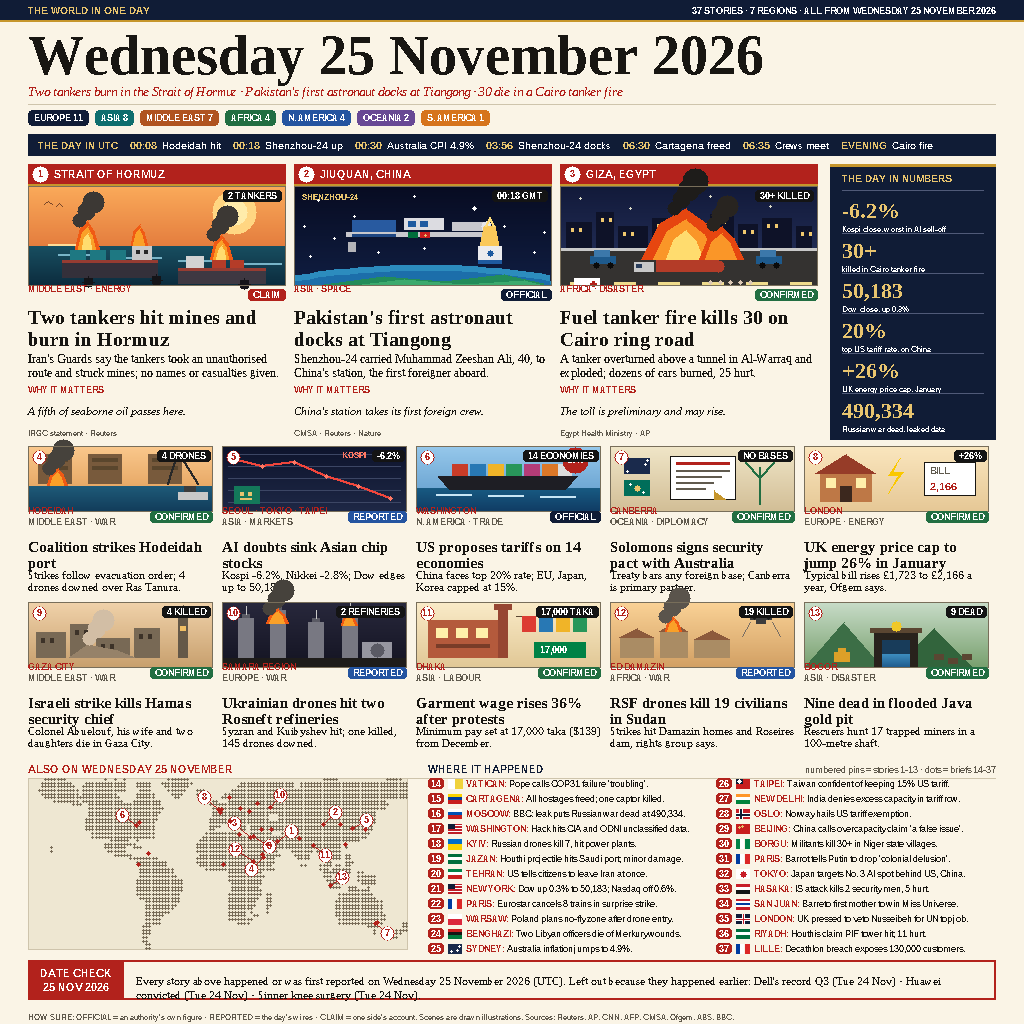 THE WORLD IN ONE DAY
37 STORIES · 7 REGIONS · ALL FROM WEDNESDAY 25 NOVEMBER 2026
Wednesday 25 November 2026
Two tankers burn in the Strait of Hormuz · Pakistan's first astronaut docks at Tiangong · 30 die in a Cairo tanker fire
EUROPE 11 ASIA 8 MIDDLE EAST 7 AFRICA 4 N. AMERICA 4 OCEANIA 2 S. AMERICA 1
THE DAY IN UTC 00:08 Hodeidah hit 00:18 Shenzhou-24 up 00:30 Australia CPI 4.9% 03:56 Shenzhou-24 docks 06:30 Cartagena freed 06:35 Crews meet EVENING Cairo fire
1 STRAIT OF HORMUZ
2 TANKERS
MIDDLE EAST · ENERGY
CLAIM
Two tankers hit mines and
burn in Hormuz
Iran's Guards say the tankers took an unauthorised
route and struck mines; no names or casualties given.
WHY IT MATTERS
A fifth of seaborne oil passes here.
IRGC statement · Reuters
2 JIUQUAN, CHINA
SHENZHOU-24
00:18 GMT
ASIA · SPACE
OFFICIAL
Pakistan's first astronaut
docks at Tiangong
Shenzhou-24 carried Muhammad Zeeshan Ali, 40, to
China's station, the first foreigner aboard.
WHY IT MATTERS
China's station takes its first foreign crew.
CMSA · Reuters · Nature
3 GIZA, EGYPT
30+ KILLED
AFRICA · DISASTER
CONFIRMED
Fuel tanker fire kills 30 on
Cairo ring road
A tanker overturned above a tunnel in Al-Warraq and
exploded; dozens of cars burned, 25 hurt.
WHY IT MATTERS
The toll is preliminary and may rise.
Egypt Health Ministry · AP
THE DAY IN NUMBERS
-6.2%
Kospi close, worst in AI sell-off
30+
killed in Cairo tanker fire
50,183
Dow close, up 0.3%
20%
top US tariff rate, on China
+26%
UK energy price cap, January
490,334
Russian war dead, leaked data
4
4 DRONES
HODEIDAH
MIDDLE EAST · WAR
CONFIRMED
Coalition strikes Hodeidah
port
Strikes follow evacuation order; 4
drones downed over Ras Tanura.
5
KOSPI -6.2%
SEOUL · TOKYO · TAIPEI
ASIA · MARKETS
REPORTED
AI doubts sink Asian chip
stocks
Kospi -6.2%, Nikkei -2.8%; Dow edges
up to 50,183.
6
14 ECONOMIES
WASHINGTON
N. AMERICA · TRADE
OFFICIAL
US proposes tariffs on 14
economies
China faces top 20% rate; EU, Japan,
Korea capped at 15%.
7
NO BASES
CANBERRA
OCEANIA · DIPLOMACY
CONFIRMED
Solomons signs security
pact with Australia
Treaty bars any foreign base; Canberra
is primary partner.
8
+26%
BILL
2,166
LONDON
EUROPE · ENERGY
CONFIRMED
UK energy price cap to
jump 26% in January
Typical bill rises £1,723 to £2,166 a
year, Ofgem says.
9
4 KILLED
GAZA CITY
MIDDLE EAST · WAR
CONFIRMED
Israeli strike kills Hamas
security chief
Colonel Abuelouf, his wife and two
daughters die in Gaza City.
10
2 REFINERIES
SAMARA REGION
EUROPE · WAR
REPORTED
Ukrainian drones hit two
Rosneft refineries
Syzran and Kuibyshev hit; one killed,
145 drones downed.
11
17,000 TAKA
17,000
DHAKA
ASIA · LABOUR
CONFIRMED
Garment wage rises 36%
after protests
Minimum pay set at 17,000 taka ($139)
from December.
12
19 KILLED
ED DAMAZIN
AFRICA · WAR
REPORTED
RSF drones kill 19 civilians
in Sudan
Strikes hit Damazin homes and Roseires
dam, rights group says.
13
9 DEAD
BOGOR
ASIA · DISASTER
CONFIRMED
Nine dead in flooded Java
gold pit
Rescuers hunt 17 trapped miners in a
100-metre shaft.
ALSO ON WEDNESDAY 25 NOVEMBER
WHERE IT HAPPENED
numbered pins = stories 1-13 · dots = briefs 14-37
6 8 10 3 2 5 1 12 9 4 11 13 7
14 VATICAN: Pope calls COP31 failure 'troubling'.
15 CARTAGENA: All hostages freed; one captor killed.
16 MOSCOW: BBC leak puts Russian war dead at 490,334.
17 WASHINGTON: Hack hits CIA and ODNI unclassified data.
18 KYIV: Russian drones kill 7, hit power plants.
19 JAZAN: Houthi projectile hits Saudi port; minor damage.
20 TEHRAN: US tells citizens to leave Iran at once.
21 NEW YORK: Dow up 0.3% to 50,183; Nasdaq off 0.6%.
22 PARIS: Eurostar cancels 8 trains in surprise strike.
23 WARSAW: Poland plans no-fly zone after drone entry.
24 BENGHAZI: Two Libyan officers die of Mercury wounds.
25 SYDNEY: Australia inflation jumps to 4.9%.
26 TAIPEI: Taiwan confident of keeping 15% US tariff.
27 NEW DELHI: India denies excess capacity in tariff row.
28 OSLO: Norway hails US tariff exemption.
29 BEIJING: China calls overcapacity claim 'a false issue'.
30 BORGU: Militants kill 30+ in Niger state villages.
31 PARIS: Barrot tells Putin to drop 'colonial delusion'.
32 TOKYO: Japan targets No. 3 AI spot behind US, China.
33 HASAKA: IS attack kills 2 security men, 5 hurt.
34 SAN JUAN: Barreto first mother to win Miss Universe.
35 LONDON: UK pressed to veto Nusseibeh for UN top job.
36 RIYADH: Houthis claim PIF tower hit; 11 hurt.
37 LILLE: Decathlon breach exposes 130,000 customers.
DATE CHECK
25 NOV 2026
Every story above happened or was first reported on Wednesday 25 November 2026 (UTC). Left out because they happened earlier: Dell's record Q3 (Tue 24 Nov) · Huawei
convicted (Tue 24 Nov) · Sinner knee surgery (Tue 24 Nov).
HOW SURE: OFFICIAL = an authority's own figure · REPORTED = the day's wires · CLAIM = one side's account. Scenes are drawn illustrations. Sources: Reuters, AP, CNN, AFP, CMSA, Ofgem, ABS, BBC.